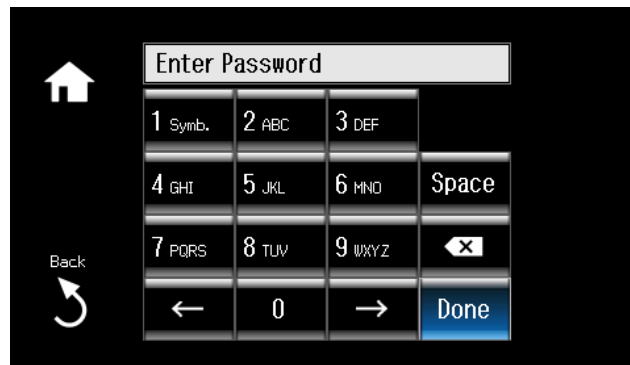 Enter Password
1 Symb. 2 ABC 3 DEF
4 GHI 5 JKL 6 MNO Space
7 PQRS 8 TUV 9 WXYZ
Back
← 0 → Done